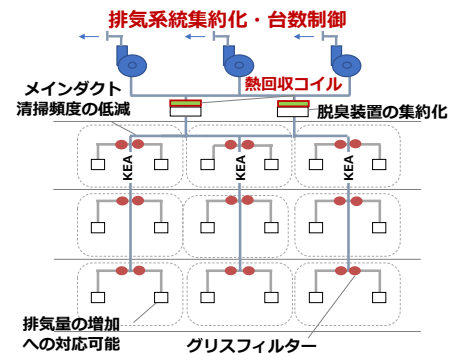 排気系統集約化・台数制御
熱回収コイル
メインダクト
清掃頻度の低減
脱臭装置の集約化
KEA
KEA
KEA
排気量の増加
への対応可能
グリスフィルター